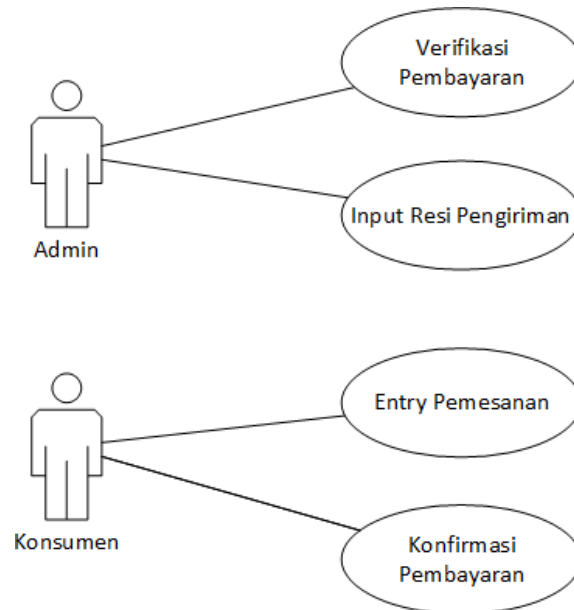 Verifikasi
Pembayaran
Input Resi Pengiriman
Admin
Entry Pemesanan
Konsumen
Konfirmasi
Pembayaran